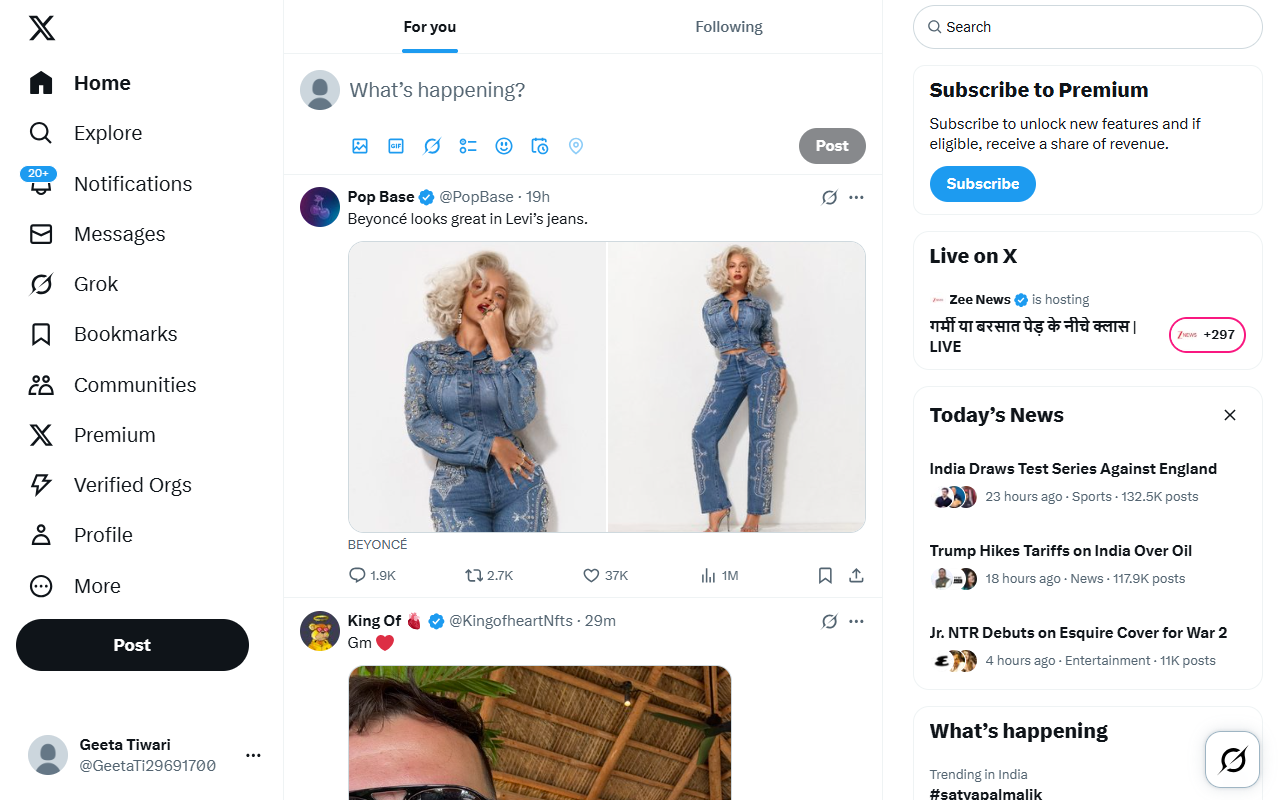 Home
Explore
20+
Notifications
Messages
Grok
Bookmarks
Communities
Premium
Verified Orgs
Profile
More
Post
Geeta Tiwari
@GeetaTi29691700
For you
Following
What's happening?
GIF
Post
Pop Base @PopBase · 19h
Beyoncé looks great in Levi's jeans.
BEYONCÉ
1.9K 2.7K 37K 1M
King Of 🫀 @KingofheartNfts · 29m
Gm ❤️
Search
Subscribe to Premium
Subscribe to unlock new features and if
eligible, receive a share of revenue.
Subscribe
Live on X
Zee News is hosting
गर्मी या बरसात पेड़ के नीचे क्लास |
LIVE
+297
Today's News
India Draws Test Series Against England
23 hours ago · Sports · 132.5K posts
Trump Hikes Tariffs on India Over Oil
18 hours ago · News · 117.9K posts
Jr. NTR Debuts on Esquire Cover for War 2
4 hours ago · Entertainment · 11K posts
What's happening
Trending in India
#satyapalmalik